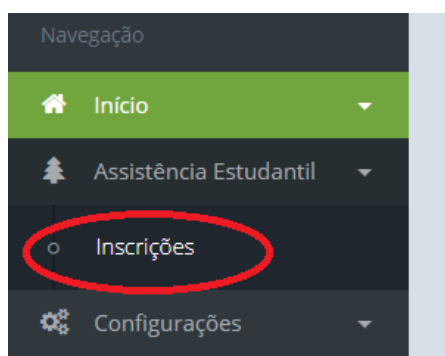 Navegação
Início
Assistência Estudantil
Inscrições
Configurações